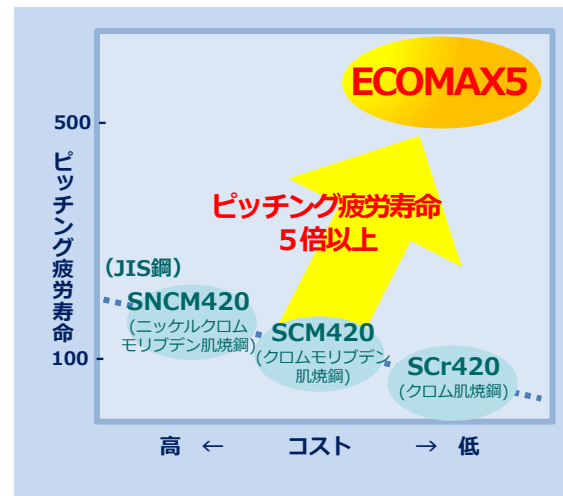 ECOMAX5
500
ピッチング疲労寿命
ピッチング疲労寿命
５倍以上
（JIS鋼）
SNCM420
(ニッケルクロム
モリブデン肌焼鋼)
SCM420
(クロムモリブデン
肌焼鋼)
100
SCr420
(クロム肌焼鋼)
高 ← コスト → 低